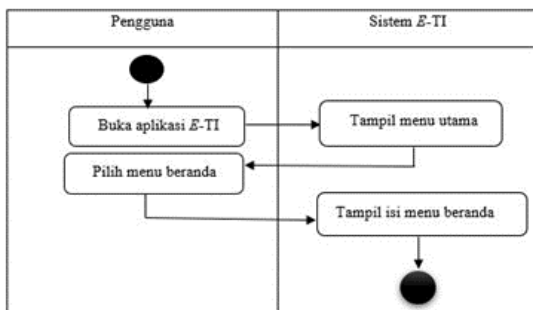 Pengguna
Sistem E-TI
Buka aplikasi E-TI
Tampil menu utama
Pilih menu beranda
Tampil isi menu beranda